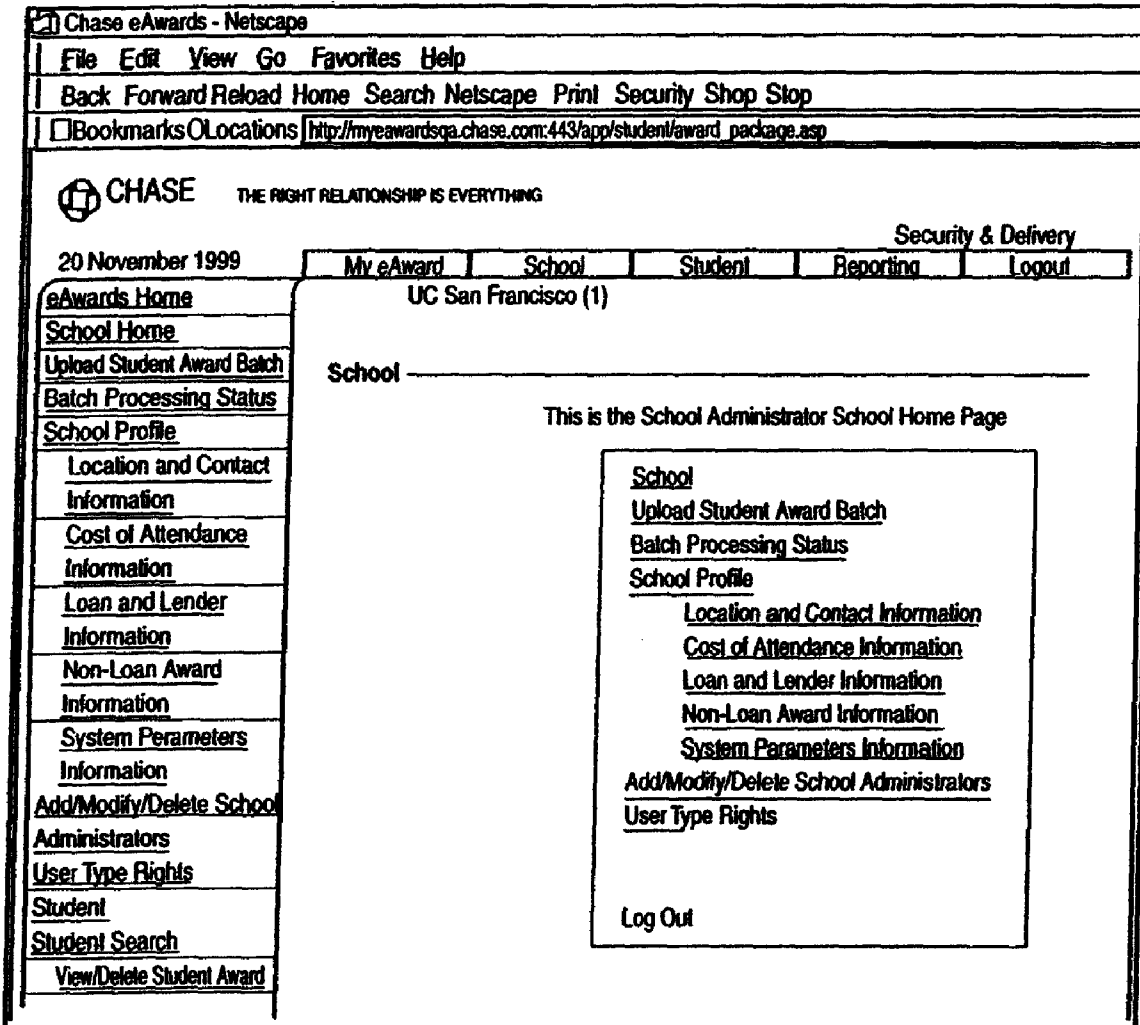 Chase eAwards - Netscape
File Edit View Go Favorites Help
Back Forward Reload Home Search Netscape Print Security Shop Stop
Bookmarks OLocations http://myeawardsqa.chase.com:443/app/student/award_package.asp
CHASE THE RIGHT RELATIONSHIP IS EVERYTHING
Security & Delivery
20 November 1999 My eAward School Student Reporting Logout
UC San Francisco (1)
eAwards Home
School Home
Upload Student Award Batch
Batch Processing Status
School Profile
Location and Contact
Information
Cost of Attendance
Information
Loan and Lender
Information
Non-Loan Award
Information
System Perameters
Information
Add/Modify/Delete School
Administrators
User Type Rights
Student
Student Search
View/Delete Student Award
School
This is the School Administrator School Home Page
School
Upload Student Award Batch
Batch Processing Status
School Profile
Location and Contact Information
Cost of Attendance Information
Loan and Lender Information
Non-Loan Award Information
System Parameters Information
Add/Modify/Delete School Administrators
User Type Rights
Log Out